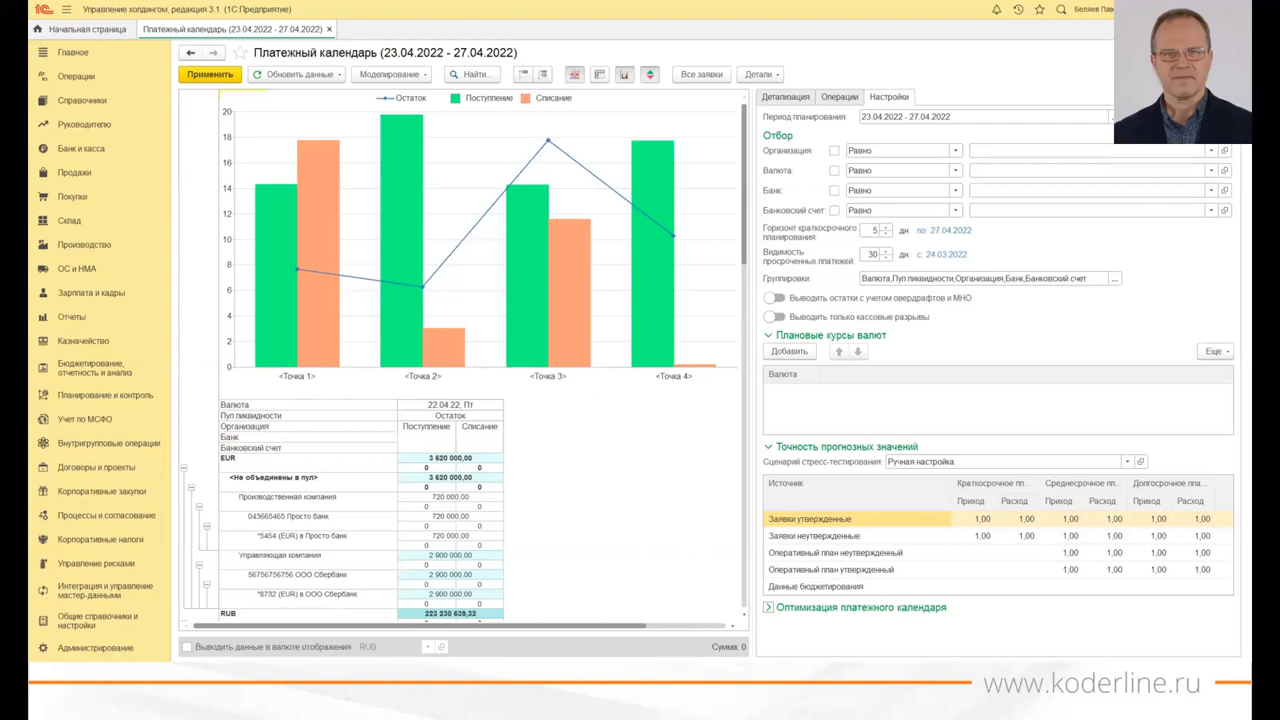 1С Управление холдингом, редакция 3.1 (1С:Предприятие)
Беляев Пав
Начальная страница
Платежный календарь (23.04.2022 - 27.04.2022) ×
Главное
Операции
Справочники
Руководителю
Банк и касса
Продажи
Покупки
Склад
Производство
ОС и НМА
Зарплата и кадры
Отчеты
Казначейство
Бюджетирование,
отчетность и анализ
Планирование и контроль
Учет по МСФО
Внутригрупповые операции
Договоры и проекты
Корпоративные закупки
Процессы и согласование
Корпоративные налоги
Управление рисками
Интеграция и управление
мастер-данными
Общие справочники и
настройки
Администрирование
Платежный календарь (23.04.2022 - 27.04.2022)
Применить Обновить данные Моделирование Найти... Все заявки Детали
Остаток Поступление Списание
20
18
16
14
12
10
8
6
4
2
0
<Точка 1> <Точка 2> <Точка 3> <Точка 4>
Валюта 22.04.22, Пт
Пул ликвидности Остаток
Организация Поступление Списание
Банк
Банковский счет
EUR 3 620 000,00
0 0
<Не объединены в пул> 3 620 000,00
0 0
Производственная компания 720 000,00
0 0
043665465 Просто банк 720 000,00
0 0
*5454 (EUR) в Просто банк 720 000,00
0 0
Управляющая компания 2 900 000,00
0 0
56756756756 ООО Сбербанк 2 900 000,00
0 0
*8732 (EUR) в ООО Сбербанк 2 900 000,00
0 0
RUB 223 230 639,32
Выводить данные в валюте отображения RUB Сумма: 0
Детализация Операции Настройки
Период планирования: 23.04.2022 - 27.04.2022
Отбор
Организация: Равно
Валюта: Равно
Банк: Равно
Банковский счет: Равно
Горизонт краткосрочного
планирования: 5 дн. по 27.04.2022
Видимость
просроченных платежей: 30 дн. с 24.03.2022
Группировки: Валюта,Пул ликвидности,Организация,Банк,Банковский счет ...
Выводить остатки с учетом овердрафтов и МНО
Выводить только кассовые разрывы
Плановые курсы валют
Добавить Еще
Валюта
Точность прогнозных значений
Сценарий стресс-тестирования: Ручная настройка
Источник Краткосрочное пл... Среднесрочное пл... Долгосрочное пла...
Приход Расход Приход Расход Приход Расход
Заявки утвержденные 1,00 1,00 1,00 1,00 1,00 1,00
Заявки неутвержденные 1,00 1,00 1,00 1,00 1,00 1,00
Оперативный план неутвержденный 1,00 1,00 1,00 1,00
Оперативный план утвержденный 1,00 1,00 1,00 1,00
Данные бюджетирования
Оптимизация платежного календаря
www.koderline.ru